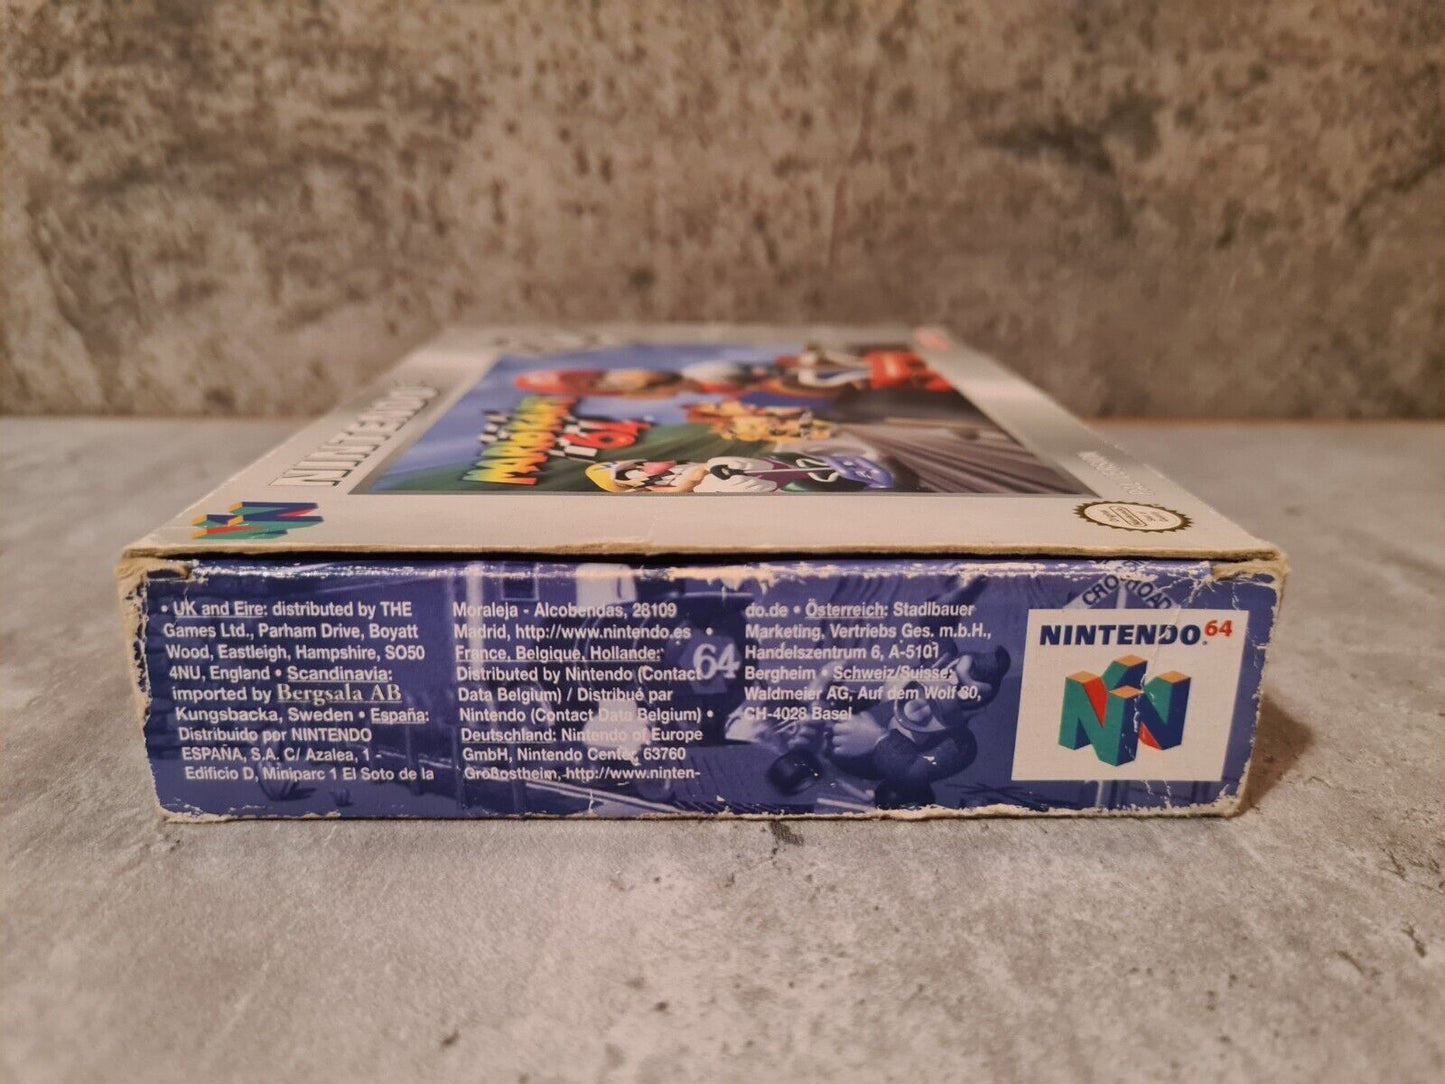 NINTENDO
MARIOKART
64
• UK and Eire: distributed by THE
Games Ltd., Parham Drive, Boyatt
Wood, Eastleigh, Hampshire, SO50
4NU, England • Scandinavia:
imported by Bergsala AB
Kungsbacka, Sweden • España:
Distribuido por NINTENDO
ESPAÑA, S.A. C/ Azalea, 1 -
Edificio D, Miniparc 1 El Soto de la
Moraleja - Alcobendas, 28109
Madrid, http://www.nintendo.es •
France, Belgique, Hollande:
Distributed by Nintendo (Contact
Data Belgium) / Distribué par
Nintendo (Contact Data Belgium) •
Deutschland: Nintendo of Europe
GmbH, Nintendo Center, 63760
Großostheim, http://www.ninten-
do.de • Österreich: Stadlbauer
Marketing, Vertriebs Ges. m.b.H.,
Handelszentrum 6, A-5101
Bergheim • Schweiz/Suisse:
Waldmeier AG, Auf dem Wolf 30,
CH-4028 Basel
64
NINTENDO 64